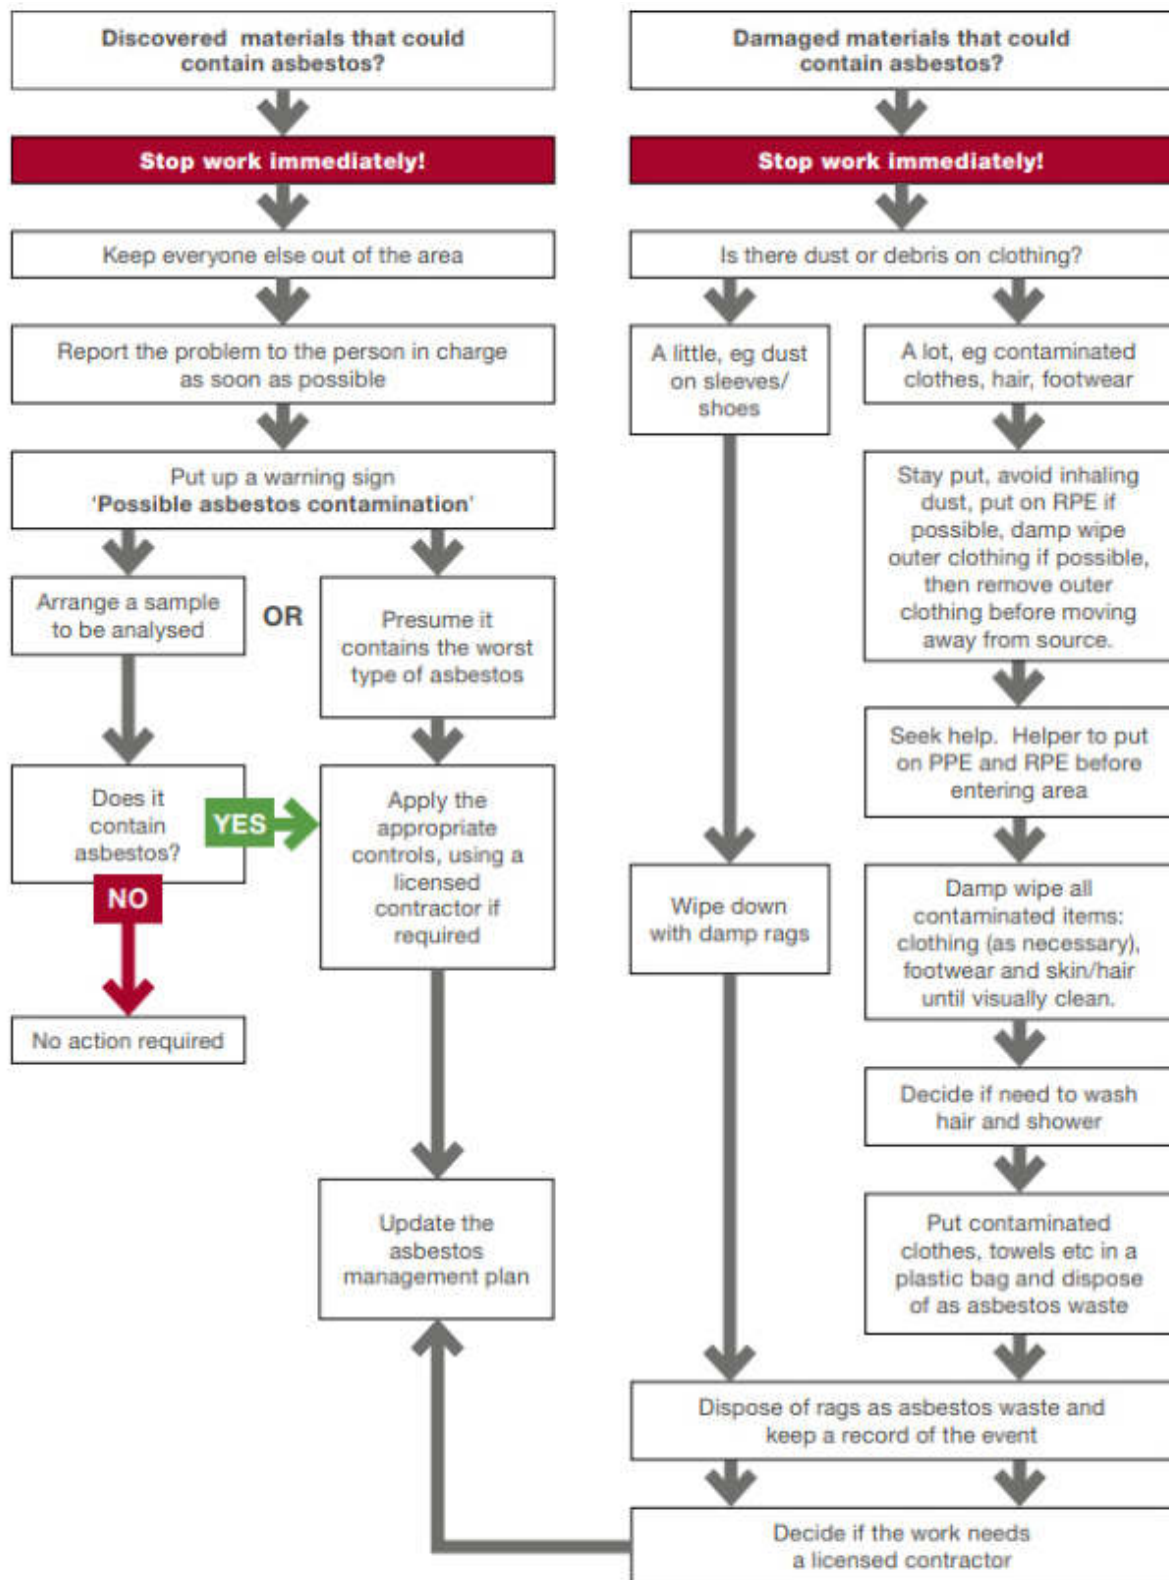 Discovered materials that could
contain asbestos?
Stop work immediately!
Keep everyone else out of the area
Report the problem to the person in charge
as soon as possible
Put up a warning sign
‘Possible asbestos contamination’
Arrange a sample
to be analysed
OR
Presume it
contains the worst
type of asbestos
Does it
contain
asbestos?
YES
NO
No action required
Apply the
appropriate
controls, using a
licensed
contractor if
required
Update the
asbestos
management plan
Damaged materials that could
contain asbestos?
Stop work immediately!
Is there dust or debris on clothing?
A little, eg dust
on sleeves/
shoes
Wipe down
with damp rags
A lot, eg contaminated
clothes, hair, footwear
Stay put, avoid inhaling
dust, put on RPE if
possible, damp wipe
outer clothing if possible,
then remove outer
clothing before moving
away from source.
Seek help. Helper to put
on PPE and RPE before
entering area
Damp wipe all
contaminated items:
clothing (as necessary),
footwear and skin/hair
until visually clean.
Decide if need to wash
hair and shower
Put contaminated
clothes, towels etc in a
plastic bag and dispose
of as asbestos waste
Dispose of rags as asbestos waste and
keep a record of the event
Decide if the work needs
a licensed contractor